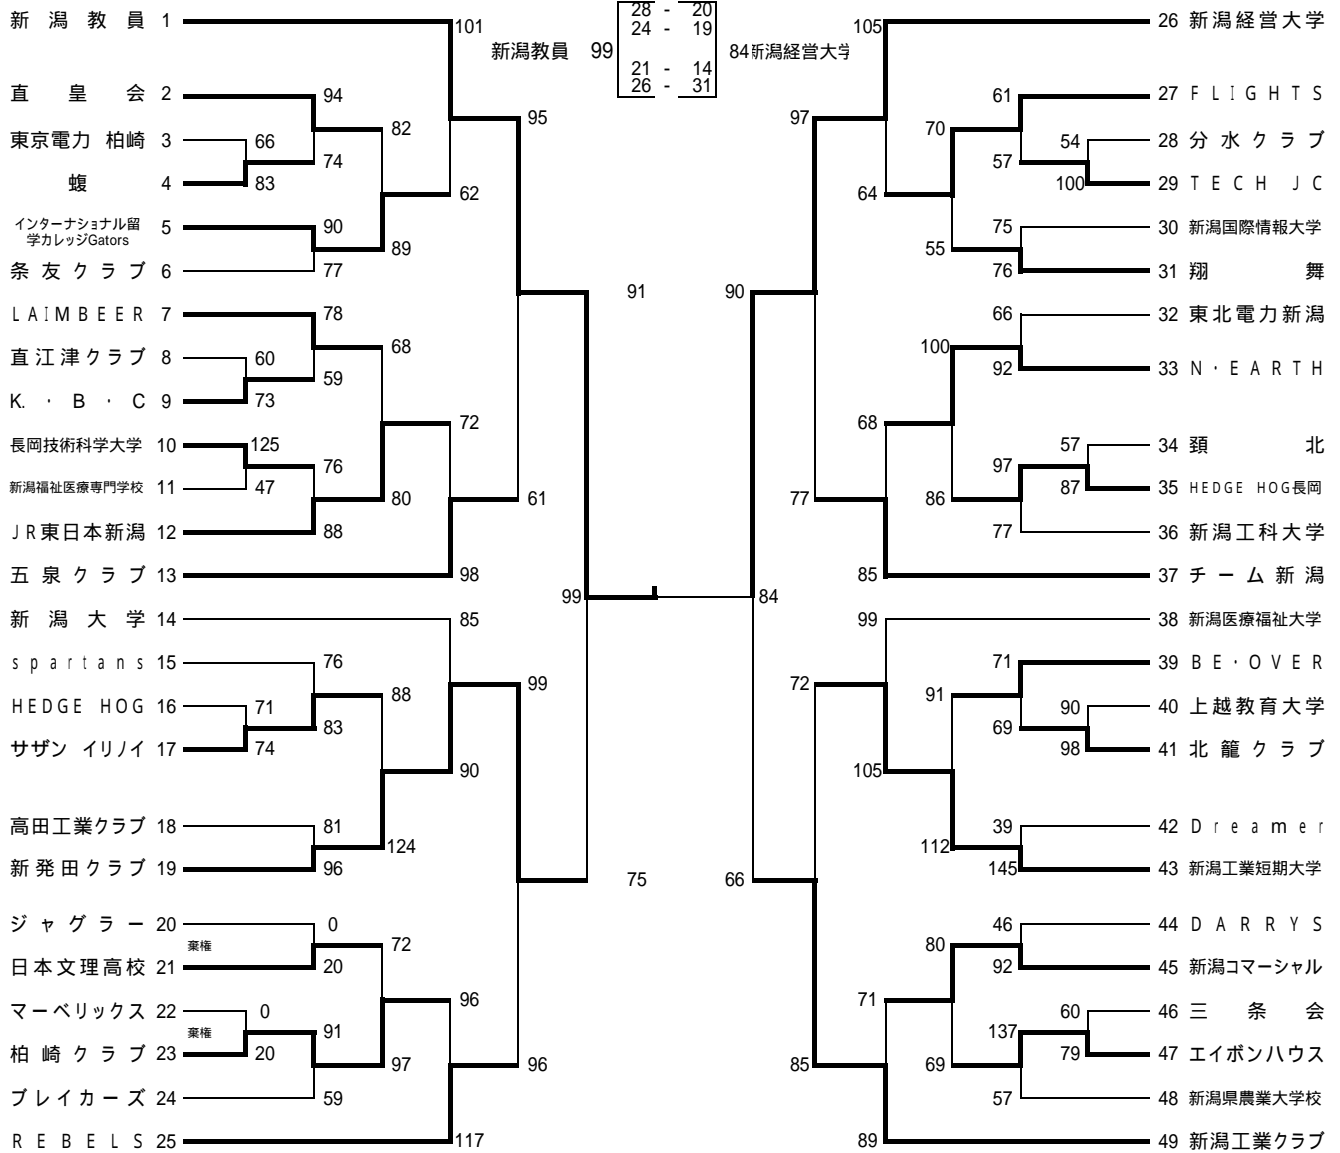 新潟教員 1
直皇会 2
東京電力 柏崎 3
蝮 4
インターナショナル留
学カレッジGators 5
条友クラブ 6
LAIMBEER 7
直江津クラブ 8
K.・B・C 9
長岡技術科学大学 10
新潟福祉医療専門学校 11
JR東日本新潟 12
五泉クラブ 13
新潟大学 14
spartans 15
HEDGE HOG 16
サザン イリノイ 17
高田工業クラブ 18
新発田クラブ 19
ジャグラー 20
棄権
日本文理高校 21
マーベリックス 22
棄権
柏崎クラブ 23
ブレイカーズ 24
REBELS 25
66
83
60
73
125
47
71
74
0
20
94
74
90
77
78
59
76
88
76
83
81
96
0
20
91
59
82
89
68
80
88
124
72
97
101
62
72
98
85
90
96
117
95
61
99
96
91
75
99
新潟教員 99
28 - 20
24 - 19
21 - 14
26 - 31
84 新潟経営大学
84
90
66
97
77
72
85
105
64
68
85
99
105
71
89
70
55
100
86
91
112
80
69
61
57
75
76
66
92
97
77
71
69
39
145
46
92
137
57
54
100
57
87
90
98
60
79
26 新潟経営大学
27 FLIGHTS
28 分水クラブ
29 TECH JC
30 新潟国際情報大学
31 翔舞
32 東北電力新潟
33 N・EARTH
34 頚北
35 HEDGE HOG長岡
36 新潟工科大学
37 チーム新潟
38 新潟医療福祉大学
39 BE・OVER
40 上越教育大学
41 北籠クラブ
42 Dreamer
43 新潟工業短期大学
44 DARRYS
45 新潟コマーシャル
46 三条会
47 エイボンハウス
48 新潟県農業大学校
49 新潟工業クラブ